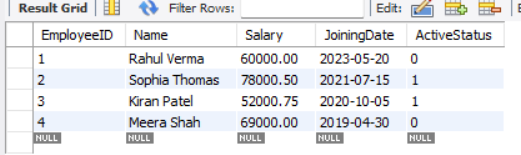 Result Grid Filter Rows: Edit:
EmployeeID Name Salary JoiningDate ActiveStatus
1 Rahul Verma 60000.00 2023-05-20 0
2 Sophia Thomas 78000.50 2021-07-15 1
3 Kiran Patel 52000.75 2020-10-05 1
4 Meera Shah 69000.00 2019-04-30 0
NULL NULL NULL NULL NULL